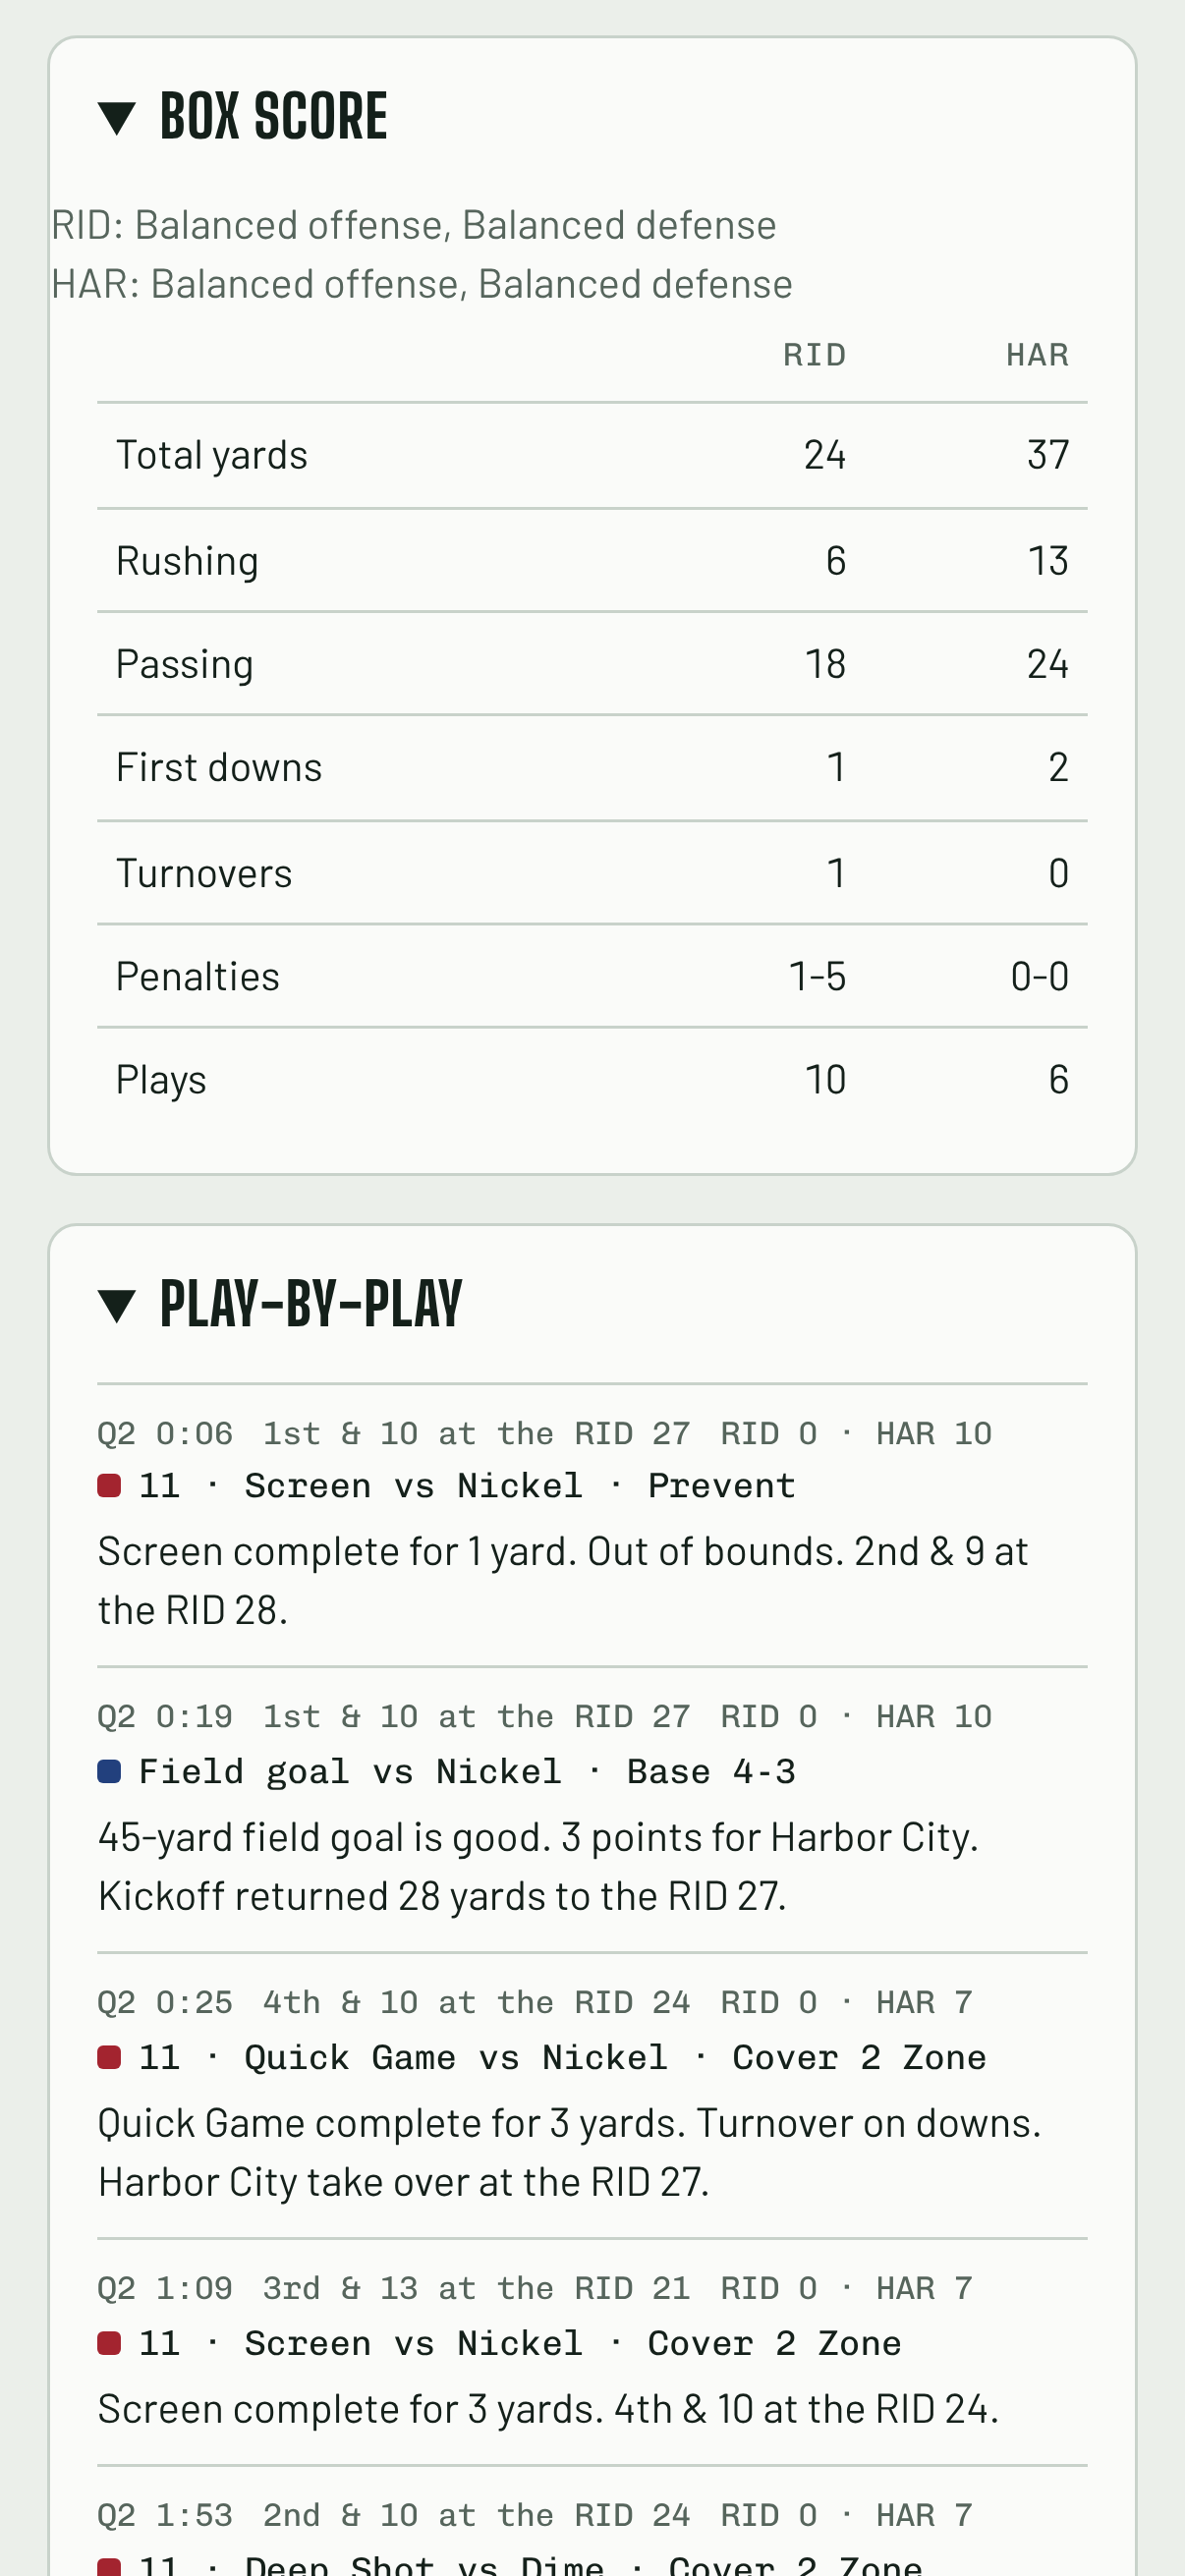 BOX SCORE
RID: Balanced offense, Balanced defense
HAR: Balanced offense, Balanced defense
RID HAR
Total yards 24 37
Rushing 6 13
Passing 18 24
First downs 1 2
Turnovers 1 0
Penalties 1-5 0-0
Plays 10 6
PLAY-BY-PLAY
Q2 0:06 1st & 10 at the RID 27 RID 0 · HAR 10
11 · Screen vs Nickel · Prevent
Screen complete for 1 yard. Out of bounds. 2nd & 9 at
the RID 28.
Q2 0:19 1st & 10 at the RID 27 RID 0 · HAR 10
Field goal vs Nickel · Base 4-3
45-yard field goal is good. 3 points for Harbor City.
Kickoff returned 28 yards to the RID 27.
Q2 0:25 4th & 10 at the RID 24 RID 0 · HAR 7
11 · Quick Game vs Nickel · Cover 2 Zone
Quick Game complete for 3 yards. Turnover on downs.
Harbor City take over at the RID 27.
Q2 1:09 3rd & 13 at the RID 21 RID 0 · HAR 7
11 · Screen vs Nickel · Cover 2 Zone
Screen complete for 3 yards. 4th & 10 at the RID 24.
Q2 1:53 2nd & 10 at the RID 24 RID 0 · HAR 7
11 · Deep Shot vs Dime · Cover 2 Zone